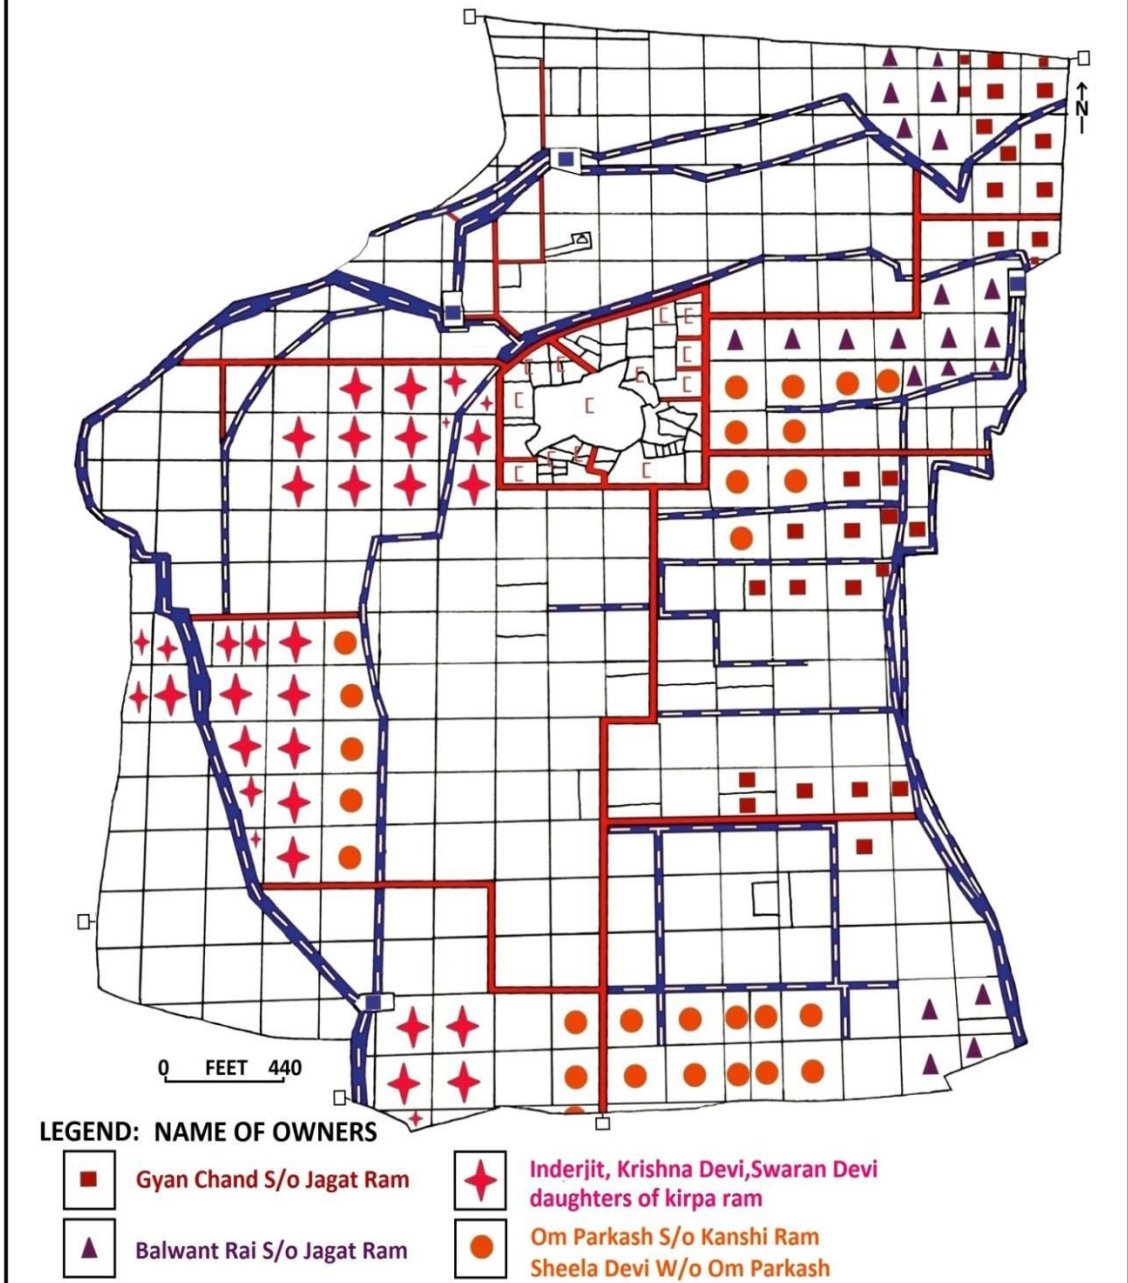 N
0 FEET 440
LEGEND: NAME OF OWNERS
Gyan Chand S/o Jagat Ram
Inderjit, Krishna Devi,Swaran Devi
daughters of kirpa ram
Balwant Rai S/o Jagat Ram
Om Parkash S/o Kanshi Ram
Sheela Devi W/o Om Parkash